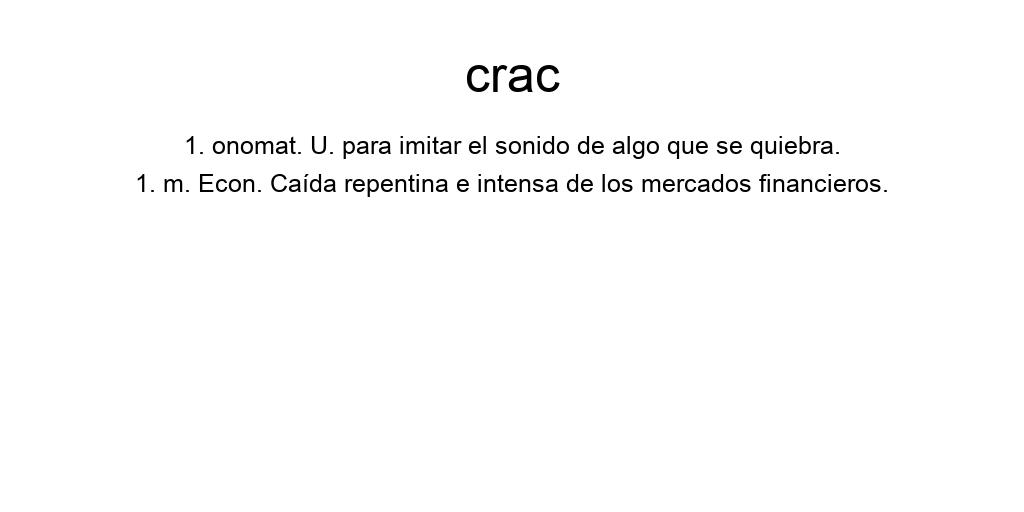 crac
1. onomat. U. para imitar el sonido de algo que se quiebra.
1. m. Econ. Caída repentina e intensa de los mercados financieros.